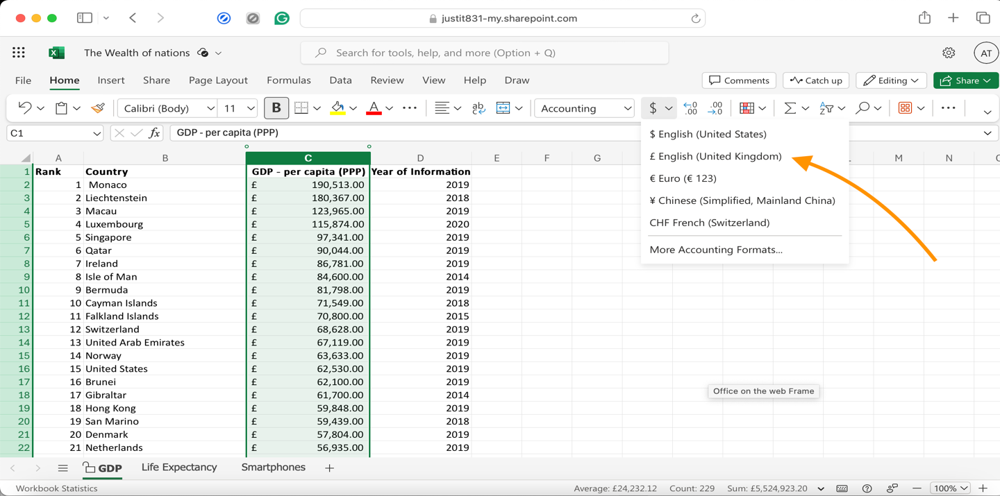 justit831-my.sharepoint.com
The Wealth of nations
Search for tools, help, and more (Option + Q)
AT
File Home Insert Share Page Layout Formulas Data Review View Help Draw
Comments Catch up Editing Share
Calibri (Body) 11 B A ab Accounting $ .00 .00
C1 fx GDP - per capita (PPP)
$ English (United States)
£ English (United Kingdom)
€ Euro (€ 123)
¥ Chinese (Simplified, Mainland China)
CHF French (Switzerland)
More Accounting Formats...
A B C D E F G L M N
1 Rank Country GDP - per capita (PPP) Year of Information
2 1 Monaco £ 190,513.00 2019
3 2 Liechtenstein £ 180,367.00 2018
4 3 Macau £ 123,965.00 2019
5 4 Luxembourg £ 115,874.00 2020
6 5 Singapore £ 97,341.00 2019
7 6 Qatar £ 90,044.00 2019
8 7 Ireland £ 86,781.00 2019
9 8 Isle of Man £ 84,600.00 2014
10 9 Bermuda £ 81,798.00 2019
11 10 Cayman Islands £ 71,549.00 2018
12 11 Falkland Islands £ 70,800.00 2015
13 12 Switzerland £ 68,628.00 2019
14 13 United Arab Emirates £ 67,119.00 2019
15 14 Norway £ 63,633.00 2019
16 15 United States £ 62,530.00 2019
17 16 Brunei £ 62,100.00 2019
18 17 Gibraltar £ 61,700.00 2014
19 18 Hong Kong £ 59,848.00 2019
20 19 San Marino £ 59,439.00 2018
21 20 Denmark £ 57,804.00 2019
22 21 Netherlands £ 56,935.00 2019
Office on the web Frame
GDP Life Expectancy Smartphones
Workbook Statistics Average: £24,232.12 Count: 229 Sum: £5,524,923.20 100%